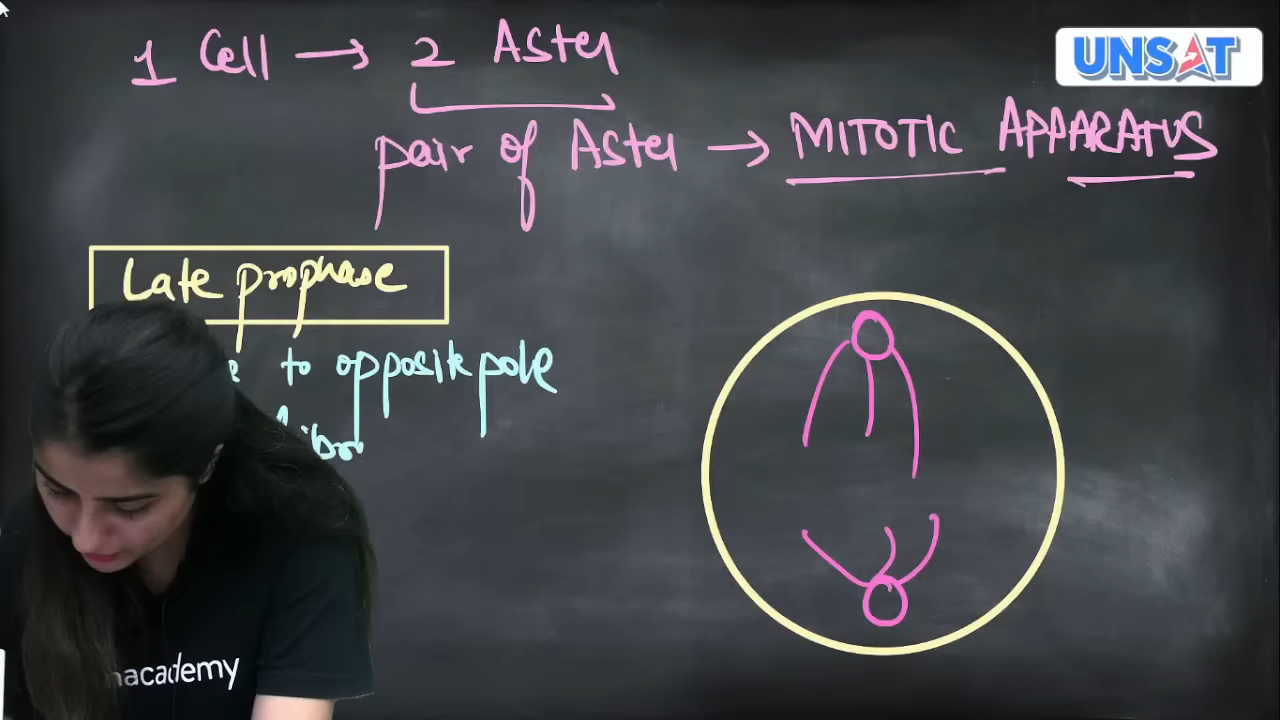 1 Cell → 2 Aster
UNSAT
pair of Aster → MITOTIC APPARATUS
Late prophase
to opposite pole
nacademy